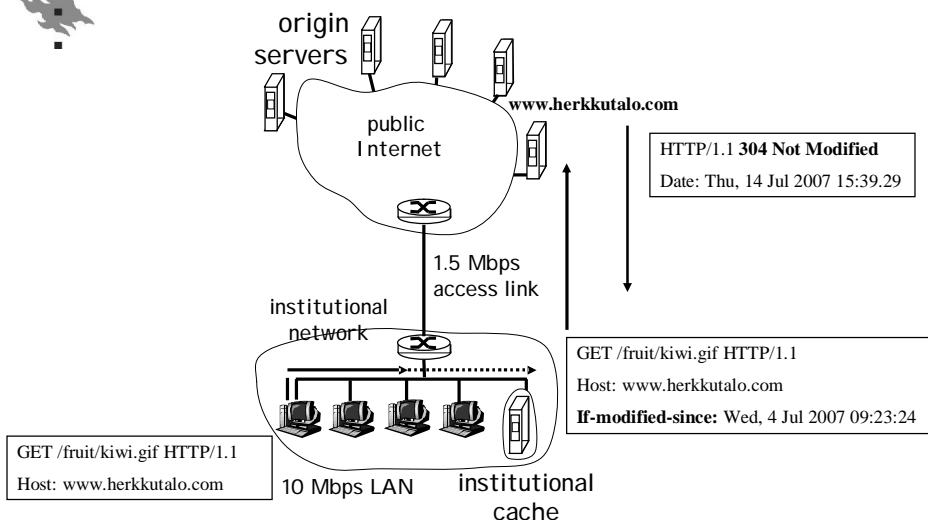 origin
servers
www.herkkutalo.com
public
Internet
HTTP/1.1 304 Not Modified
Date: Thu, 14 Jul 2007 15:39.29
1.5 Mbps
access link
institutional
network
GET /fruit/kiwi.gif HTTP/1.1
Host: www.herkkutalo.com
If-modified-since: Wed, 4 Jul 2007 09:23:24
GET /fruit/kiwi.gif HTTP/1.1
Host: www.herkkutalo.com
10 Mbps LAN
institutional
cache